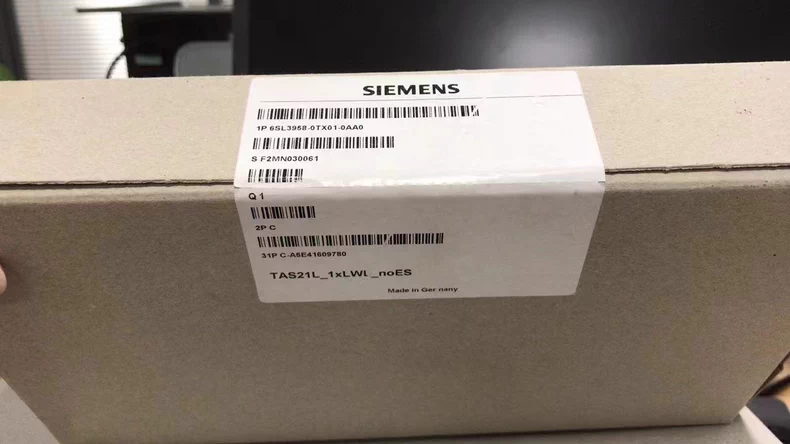 SIEMENS
1P 6SL3958-0TX01-0AA0
S F2MN030061
Q 1
2P C
31P C-A5E41609780
TAS21L_1xLWL_noES
Made in Germany